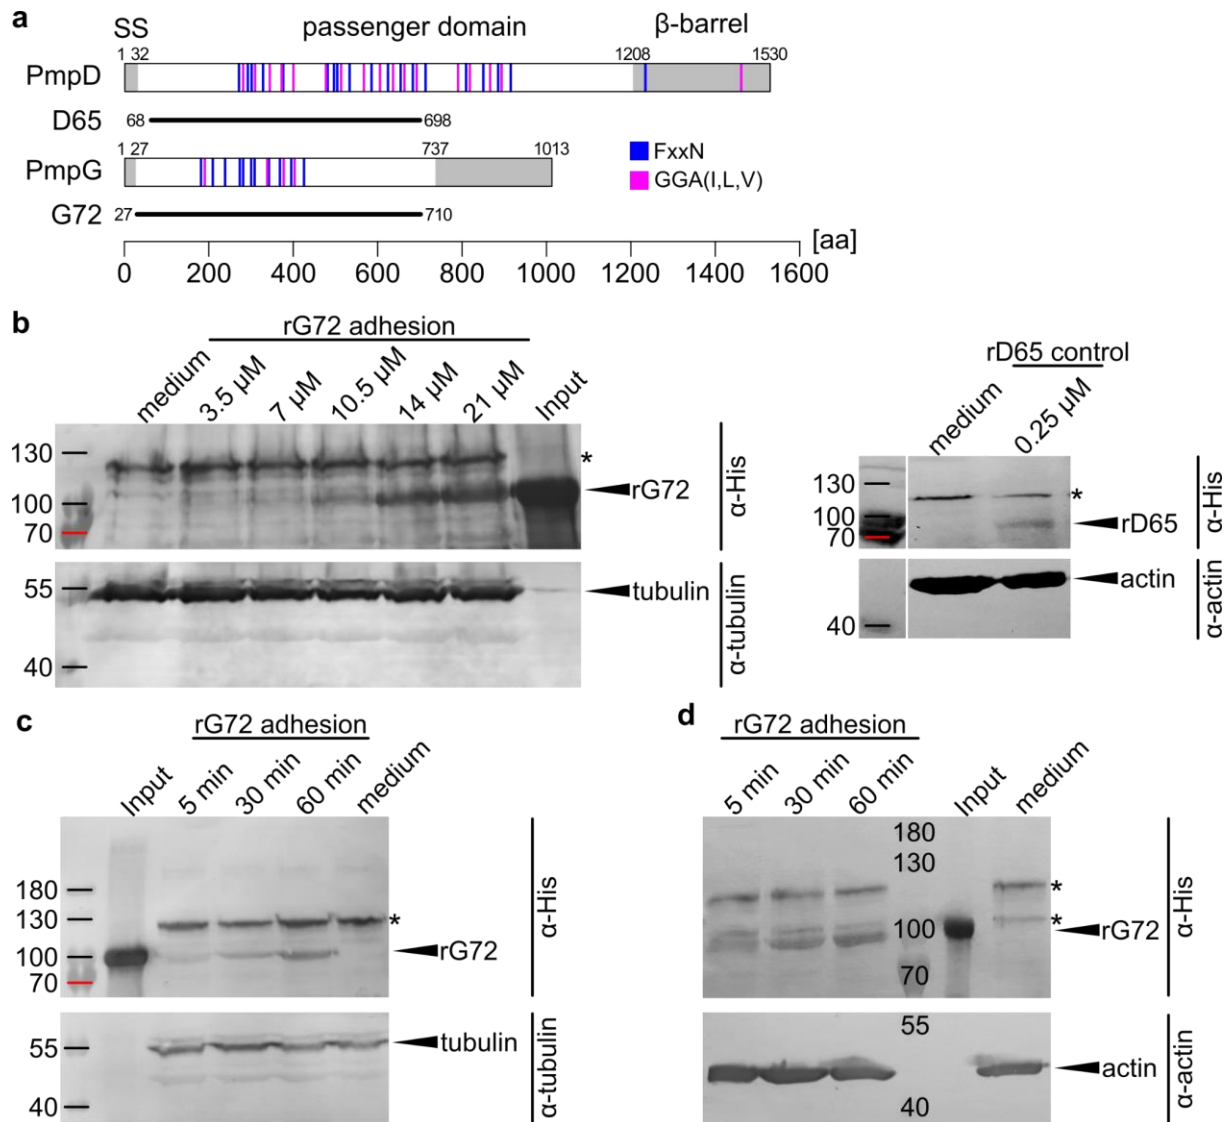 a
SS passenger domain β-barrel
1 32 1208 1530
PmpD
D65 68 698
1 27 737 1013
PmpG
FxxN
GGA(I,L,V)
G72 27 710
[aa]
0 200 400 600 800 1000 1200 1400 1600
b
rG72 adhesion
medium 3.5 µM 7 µM 10.5 µM 14 µM 21 µM Input
130
*
100
rG72
70
α-His
55
tubulin
40
α-tubulin
rD65 control
medium 0.25 µM
130
*
100
rD65
70
α-His
actin
40
α-actin
c
rG72 adhesion
Input 5 min 30 min 60 min medium
180
130
*
100
rG72
70
α-His
55
tubulin
40
α-tubulin
d
rG72 adhesion
5 min 30 min 60 min Input medium
180
130
*
*
100
rG72
70
α-His
55
actin
40
α-actin